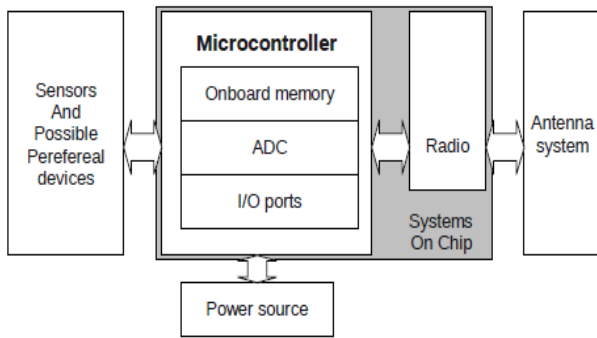 Microcontroller
Sensors
And
Possible
Perefereal
devices
Onboard memory
ADC
I/O ports
Radio
Antenna
system
Systems
On Chip
Power source